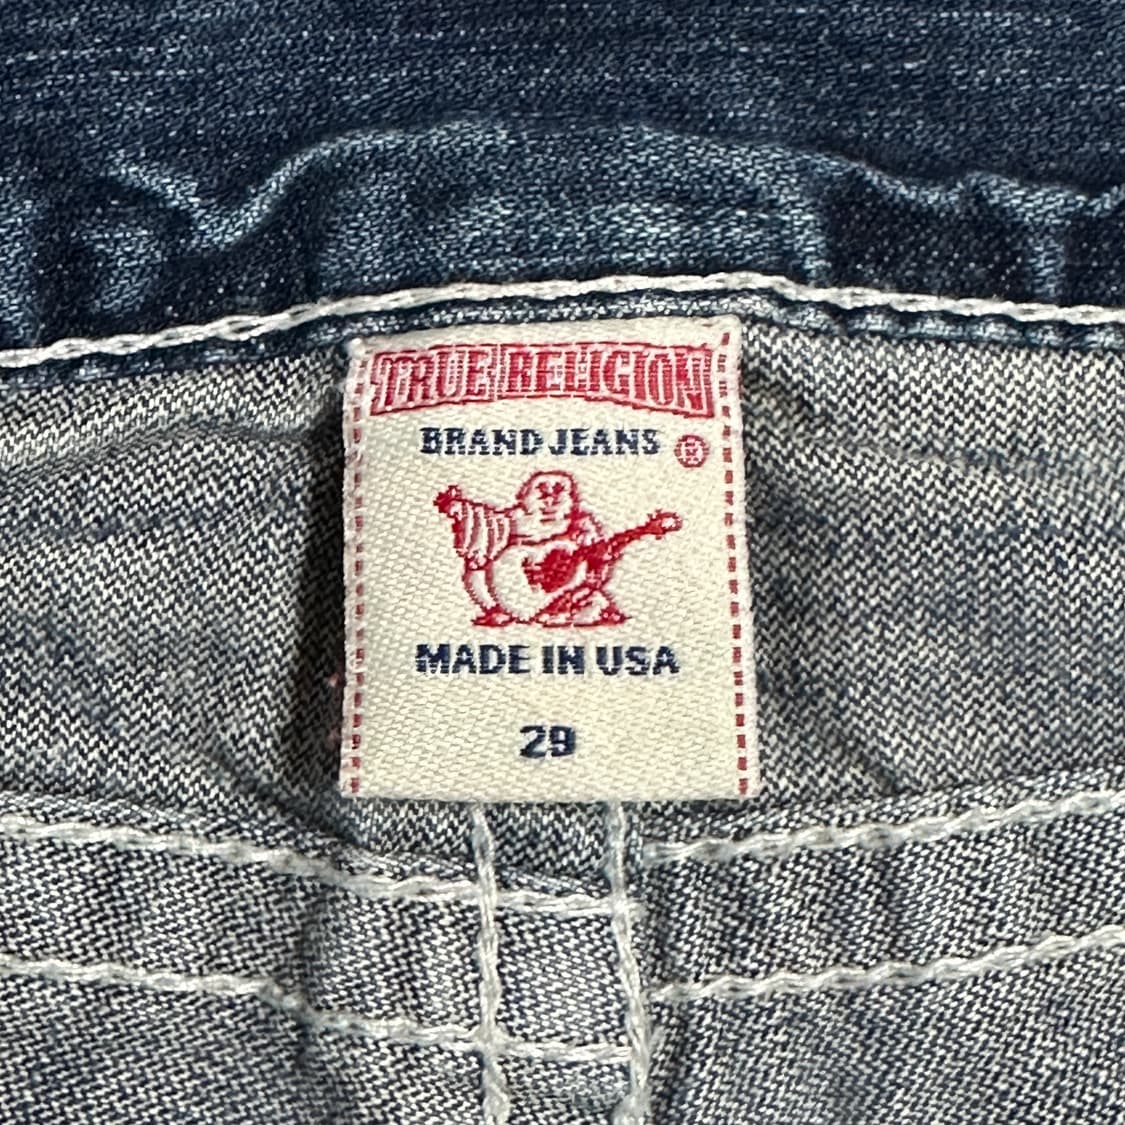 TRUE RELIGION
BRAND JEANS ®
MADE IN USA
29